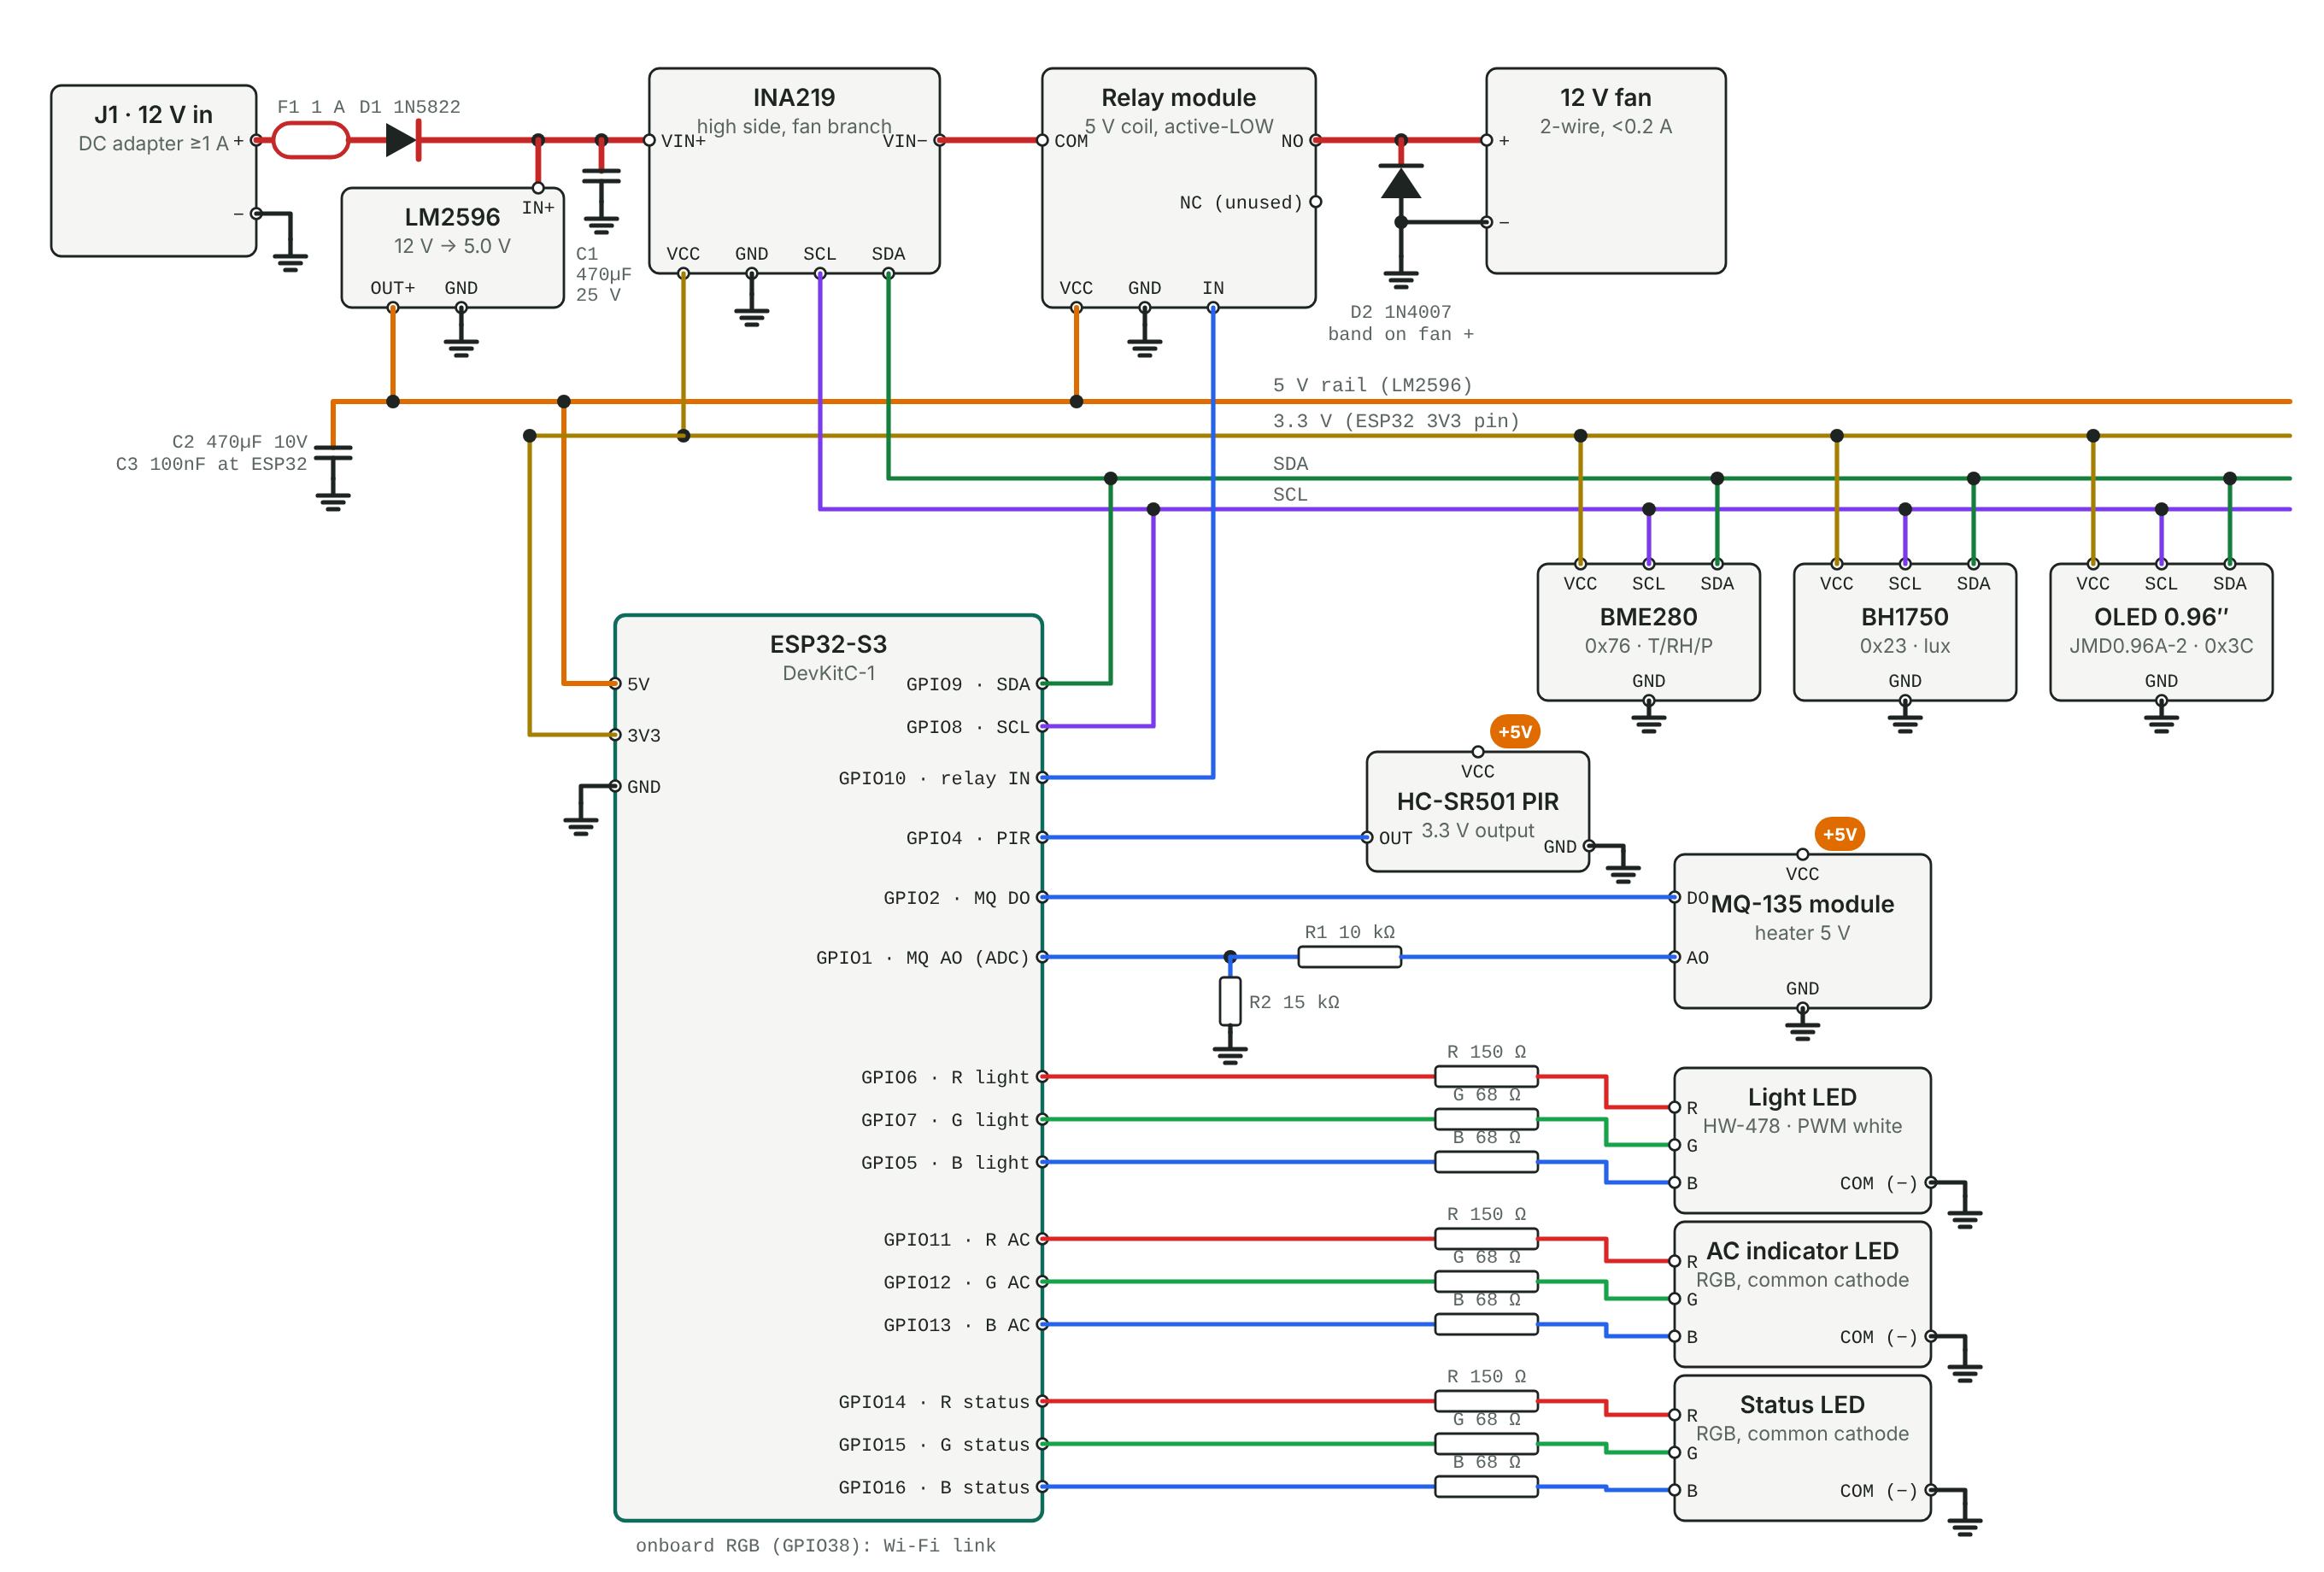 J1 · 12 V in
DC adapter ≥1 A
+
−
F1 1 A
D1 1N5822
LM2596
12 V → 5.0 V
IN+
OUT+
GND
C1
470µF
25 V
INA219
high side, fan branch
VIN+
VIN−
VCC
GND
SCL
SDA
Relay module
5 V coil, active-LOW
COM
NO
NC (unused)
VCC
GND
IN
12 V fan
2-wire, <0.2 A
+
−
D2 1N4007
band on fan +
5 V rail (LM2596)
3.3 V (ESP32 3V3 pin)
SDA
SCL
C2 470µF 10V
C3 100nF at ESP32
VCC
SCL
SDA
BME280
0x76 · T/RH/P
GND
VCC
SCL
SDA
BH1750
0x23 · lux
GND
VCC
SCL
SDA
OLED 0.96″
JMD0.96A-2 · 0x3C
GND
ESP32-S3
DevKitC-1
5V
3V3
GND
GPIO9 · SDA
GPIO8 · SCL
GPIO10 · relay IN
GPIO4 · PIR
GPIO2 · MQ DO
GPIO1 · MQ AO (ADC)
GPIO6 · R light
GPIO7 · G light
GPIO5 · B light
GPIO11 · R AC
GPIO12 · G AC
GPIO13 · B AC
GPIO14 · R status
GPIO15 · G status
GPIO16 · B status
onboard RGB (GPIO38): Wi-Fi link
+5V
VCC
HC-SR501 PIR
3.3 V output
OUT
GND
+5V
VCC
DO
MQ-135 module
heater 5 V
AO
GND
R1 10 kΩ
R2 15 kΩ
R 150 Ω
G 68 Ω
B 68 Ω
Light LED
HW-478 · PWM white
R
G
B
COM (−)
R 150 Ω
G 68 Ω
B 68 Ω
AC indicator LED
RGB, common cathode
R
G
B
COM (−)
R 150 Ω
G 68 Ω
B 68 Ω
Status LED
RGB, common cathode
R
G
B
COM (−)